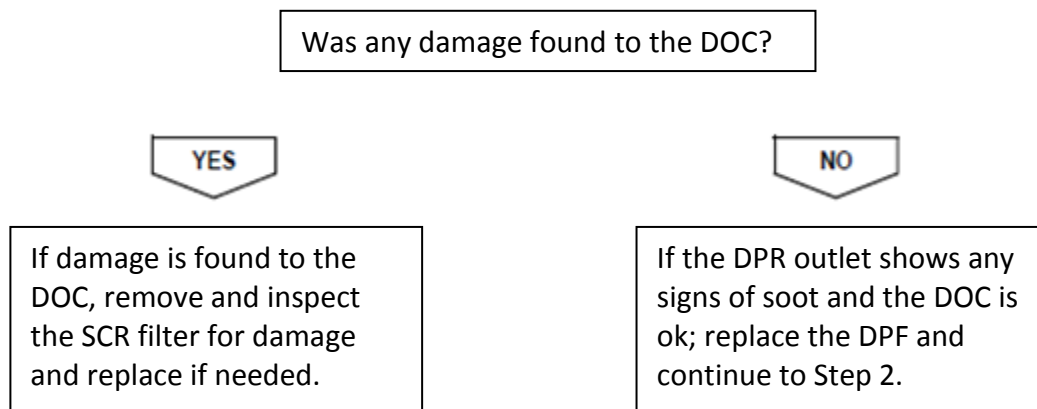 Was any damage found to the DOC?
YES
NO
If damage is found to the
DOC, remove and inspect
the SCR filter for damage
and replace if needed.
If the DPR outlet shows any
signs of soot and the DOC is
ok; replace the DPF and
continue to Step 2.